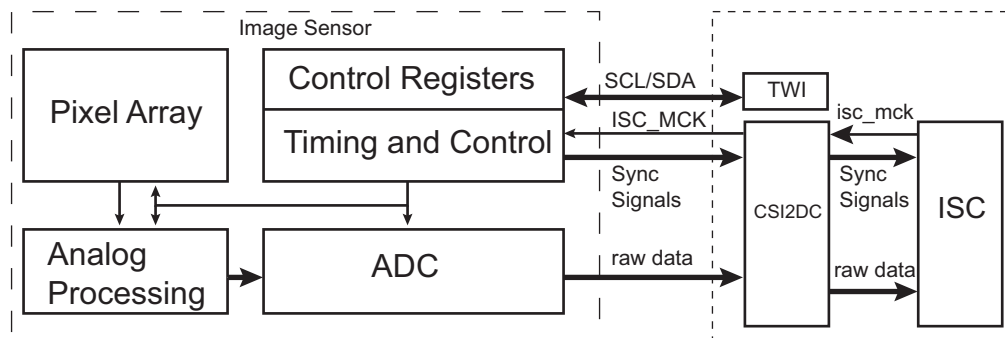 Image Sensor
Pixel Array
Control Registers
Timing and Control
SCL/SDA
TWI
ISC_MCK
isc_mck
Sync
Signals
Sync
Signals
CSI2DC
ISC
Analog
Processing
ADC
raw data
raw data